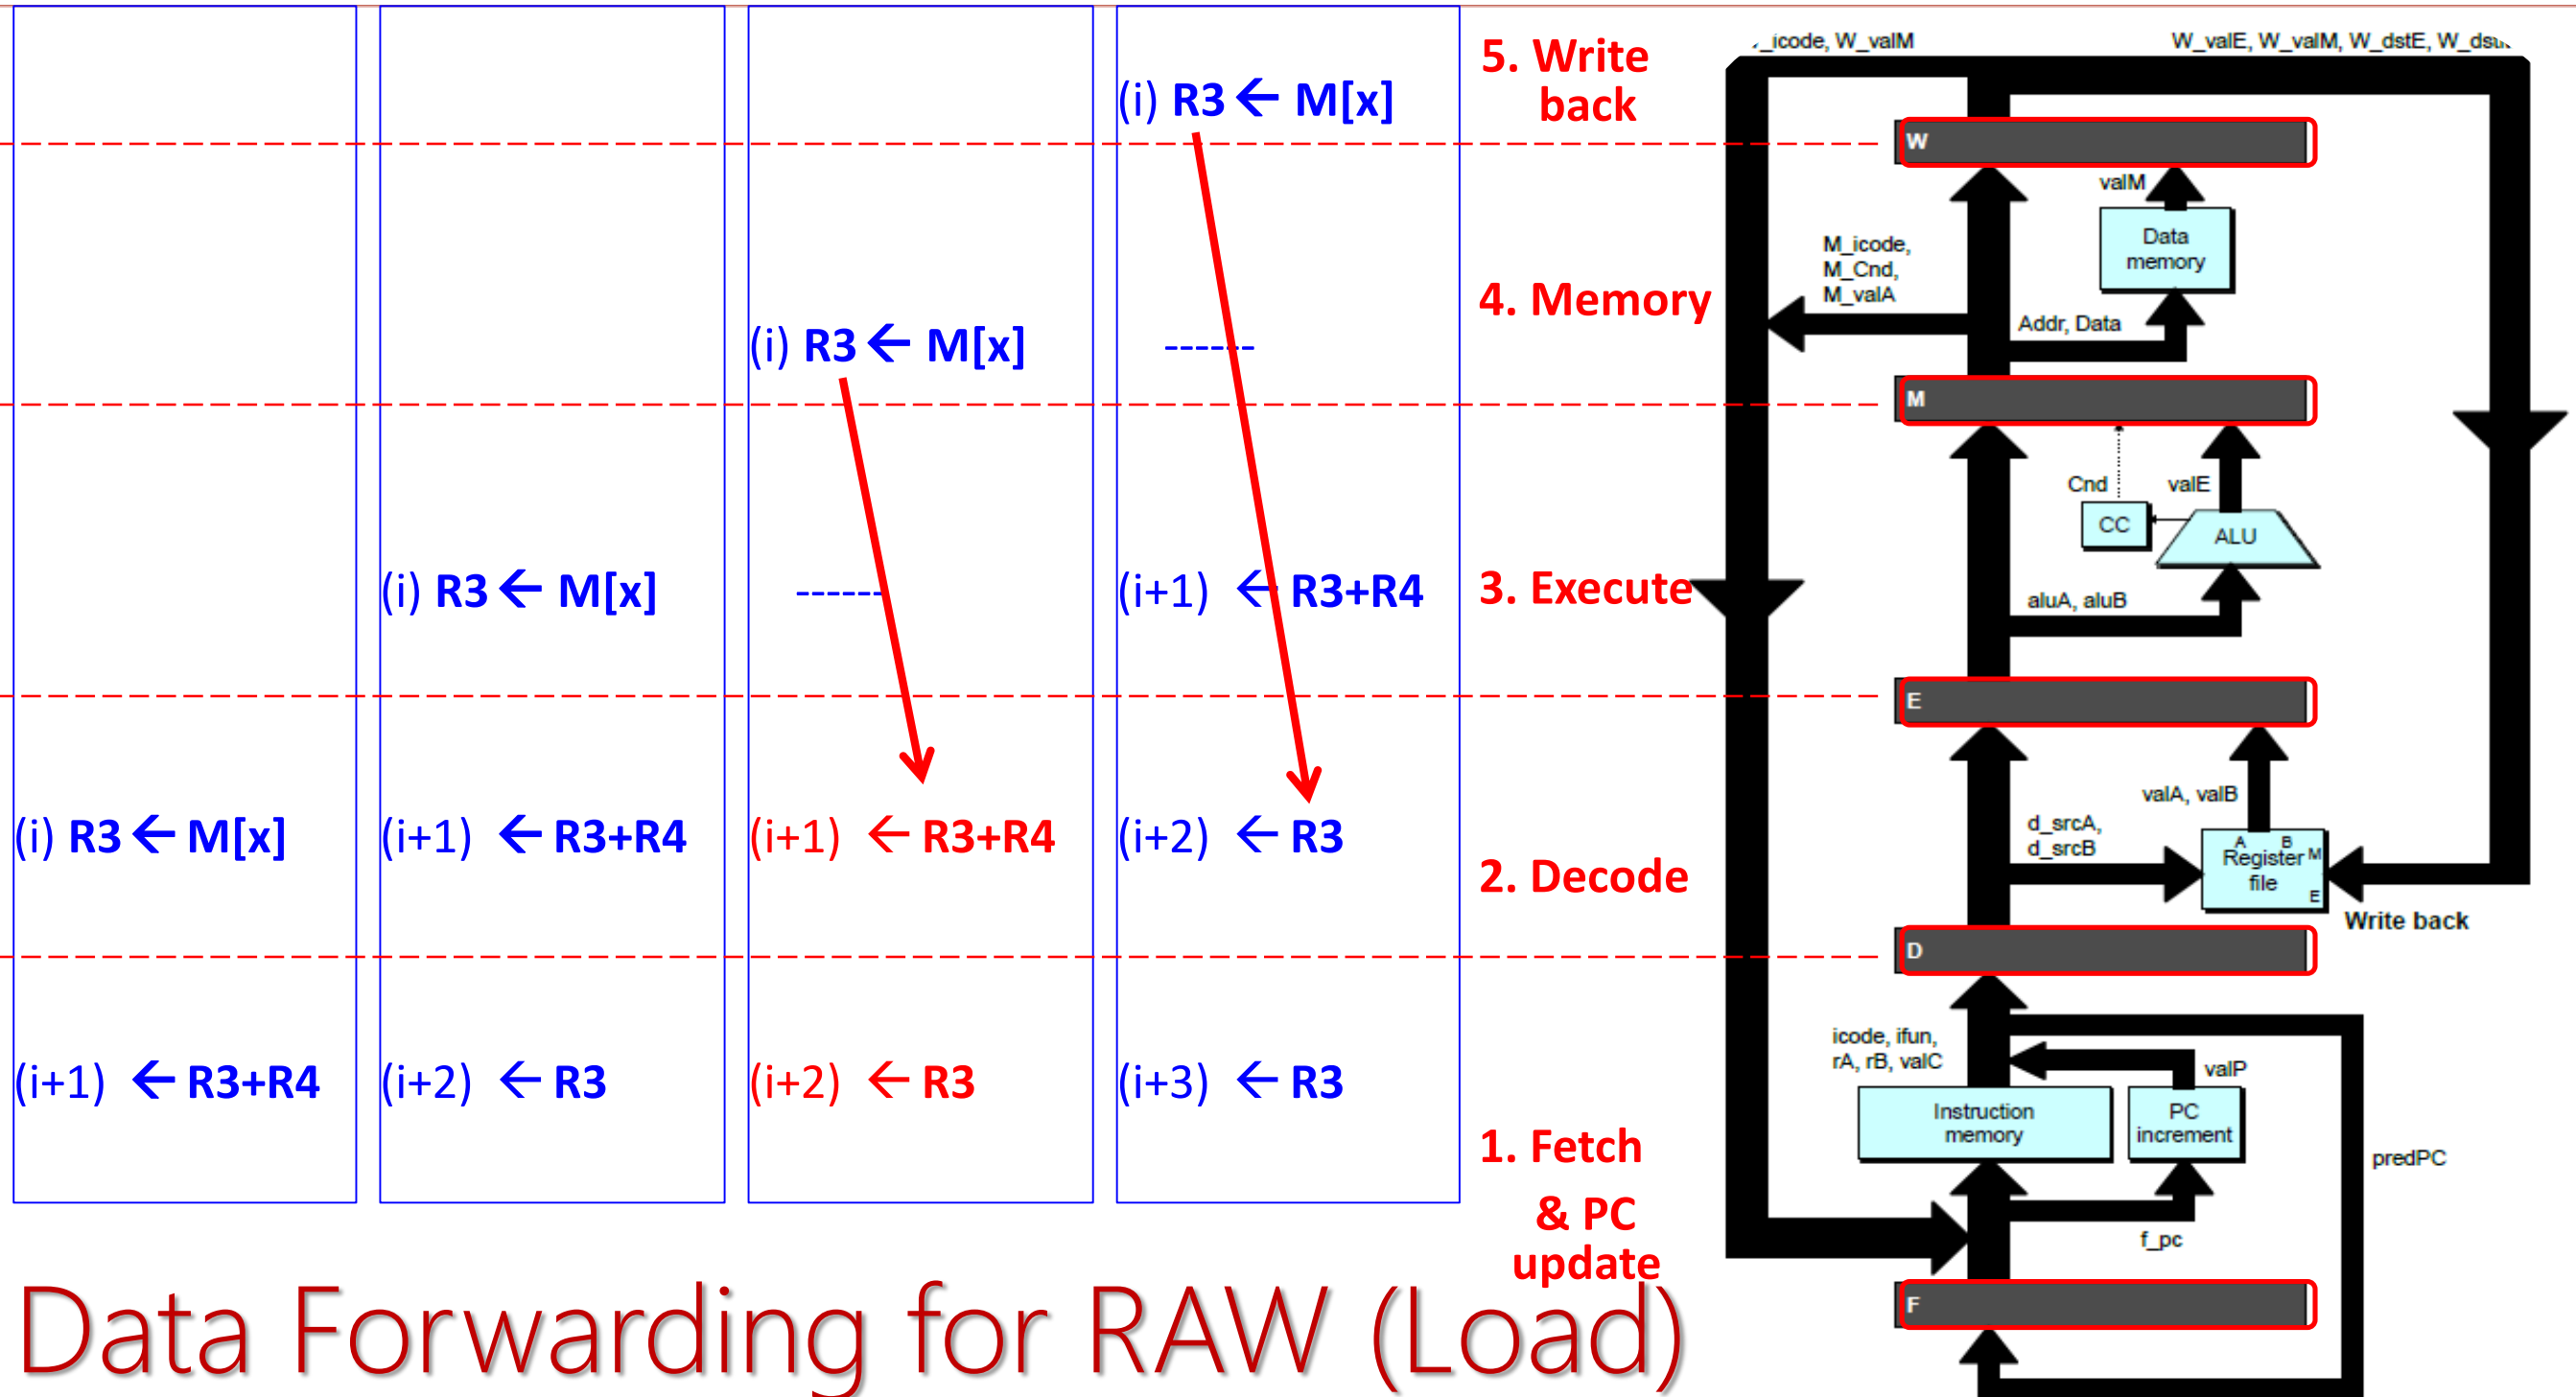 (i) R3 ← M[x]
(i) R3 ← M[x]
------
(i) R3 ← M[x]
------
(i+1) ← R3+R4
(i) R3 ← M[x]
(i+1) ← R3+R4
(i+1) ← R3+R4
(i+2) ← R3
(i+1) ← R3+R4
(i+2) ← R3
(i+2) ← R3
(i+3) ← R3
5. Write
back
4. Memory
3. Execute
2. Decode
1. Fetch
& PC
update
_icode, W_valM
W_valE, W_valM, W_dstE,
W
valM
Data
memory
M_icode,
M_Cnd,
M_valA
Addr, Data
M
Cnd
valE
CC
ALU
aluA, aluB
E
valA, valB
d_srcA,
d_srcB
A B
Register M
file
E
Write back
D
icode, ifun,
rA, rB, valC
valP
Instruction
memory
PC
increment
predPC
f_pc
F
Data Forwarding for RAW (Load)